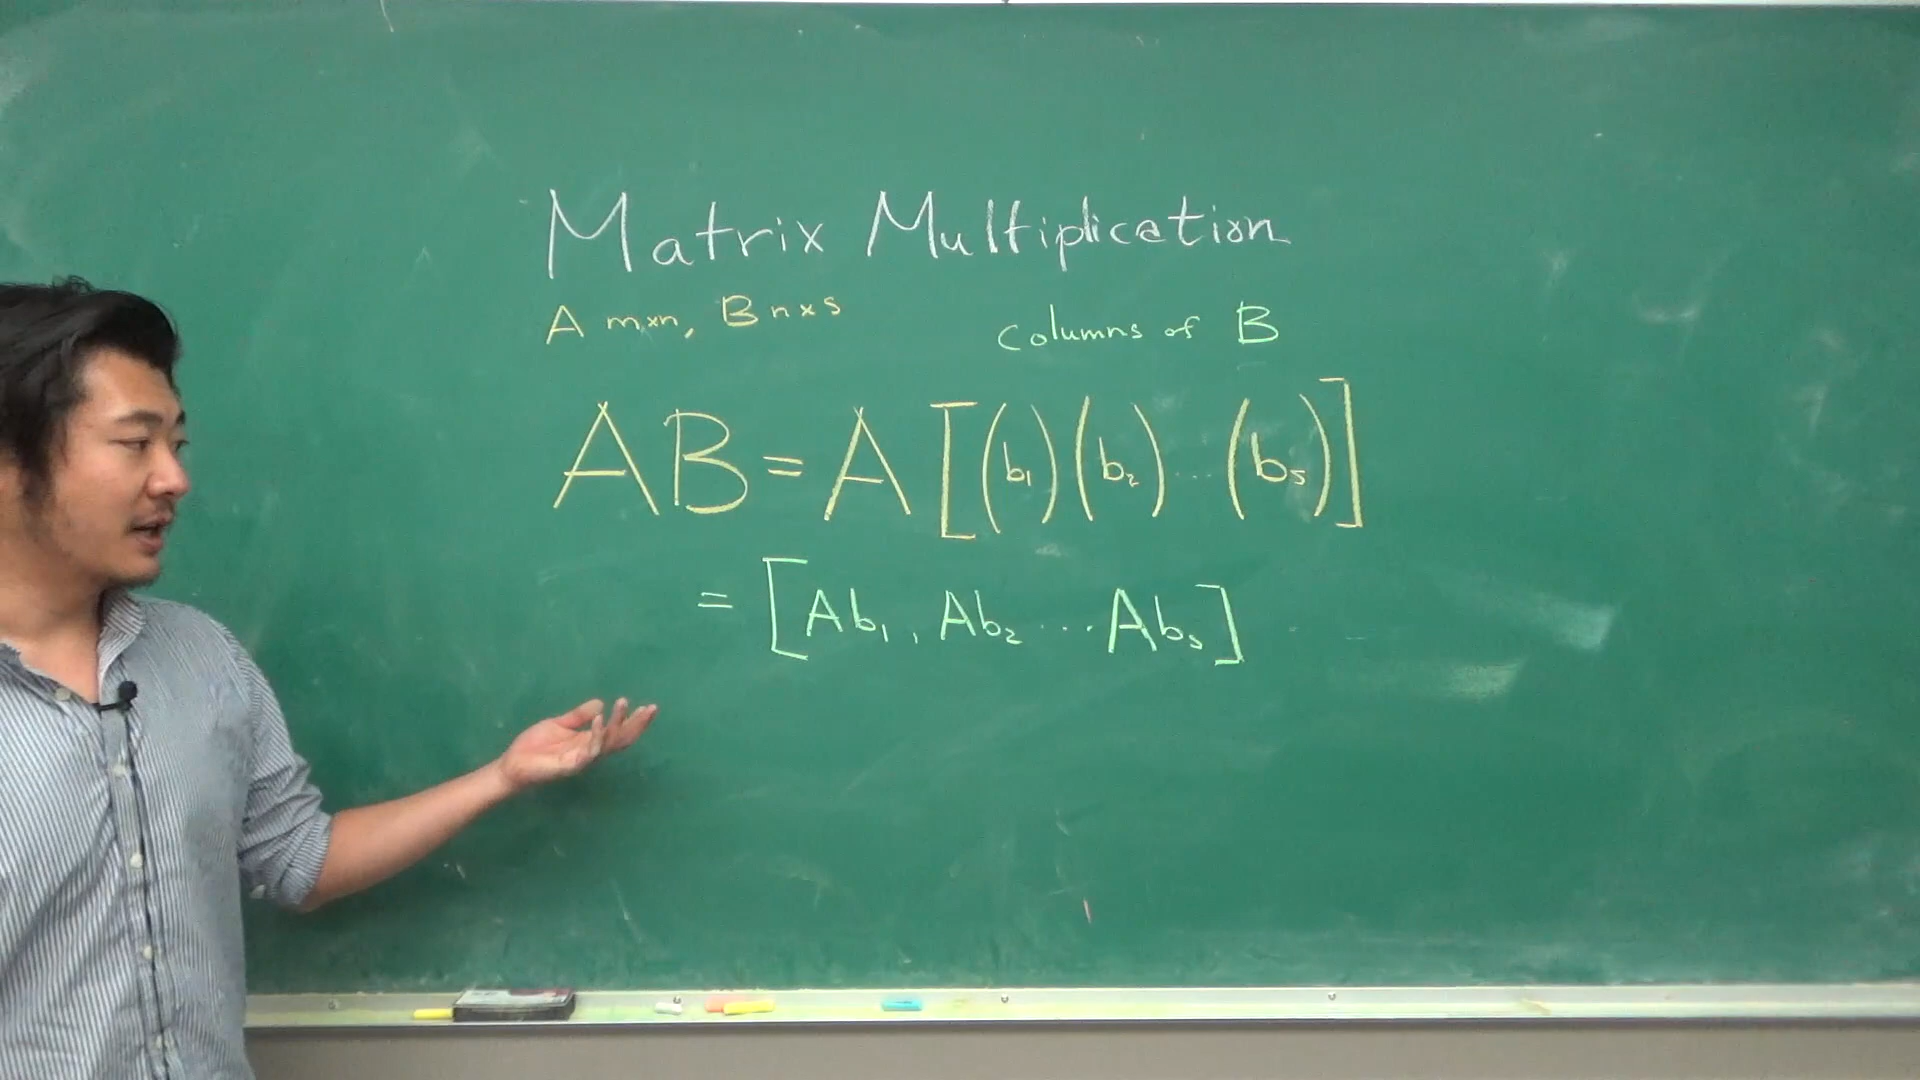 Matrix Multiplication
A m×n, B n×s
Columns of B
AB = A [(b₁)(b₂)...(bₛ)]
= [Ab₁, Ab₂ ... Abₛ]